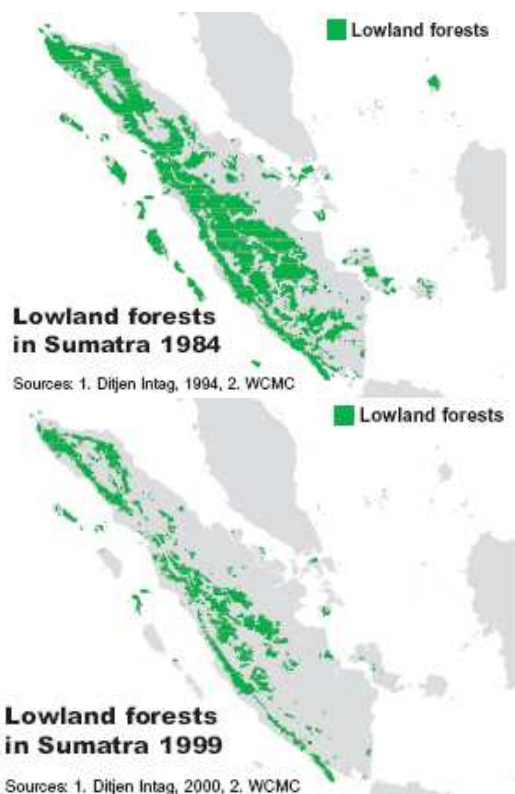 Lowland forests
Lowland forests
in Sumatra 1984
Sources: 1. Ditjen Intag, 1994, 2. WCMC
Lowland forests
Lowland forests
in Sumatra 1999
Sources: 1. Ditjen Intag, 2000, 2. WCMC